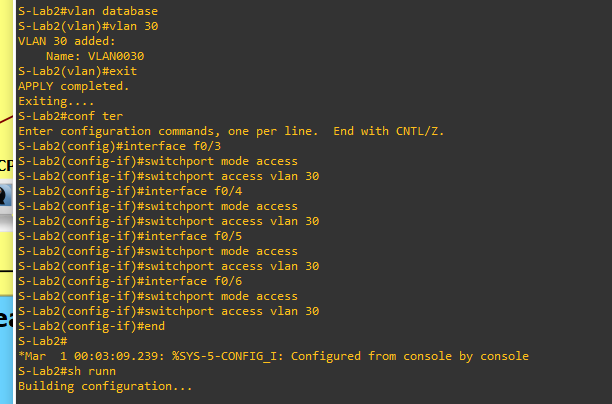 S-Lab2#vlan database
S-Lab2(vlan)#vlan 30
VLAN 30 added:
    Name: VLAN0030
S-Lab2(vlan)#exit
APPLY completed.
Exiting....
S-Lab2#conf ter
Enter configuration commands, one per line.  End with CNTL/Z.
S-Lab2(config)#interface f0/3
S-Lab2(config-if)#switchport mode access
S-Lab2(config-if)#switchport access vlan 30
S-Lab2(config-if)#interface f0/4
S-Lab2(config-if)#switchport mode access
S-Lab2(config-if)#switchport access vlan 30
S-Lab2(config-if)#interface f0/5
S-Lab2(config-if)#switchport mode access
S-Lab2(config-if)#switchport access vlan 30
S-Lab2(config-if)#interface f0/6
S-Lab2(config-if)#switchport mode access
S-Lab2(config-if)#switchport access vlan 30
S-Lab2(config-if)#end
S-Lab2#
*Mar  1 00:03:09.239: %SYS-5-CONFIG_I: Configured from console by console
S-Lab2#sh runn
Building configuration...